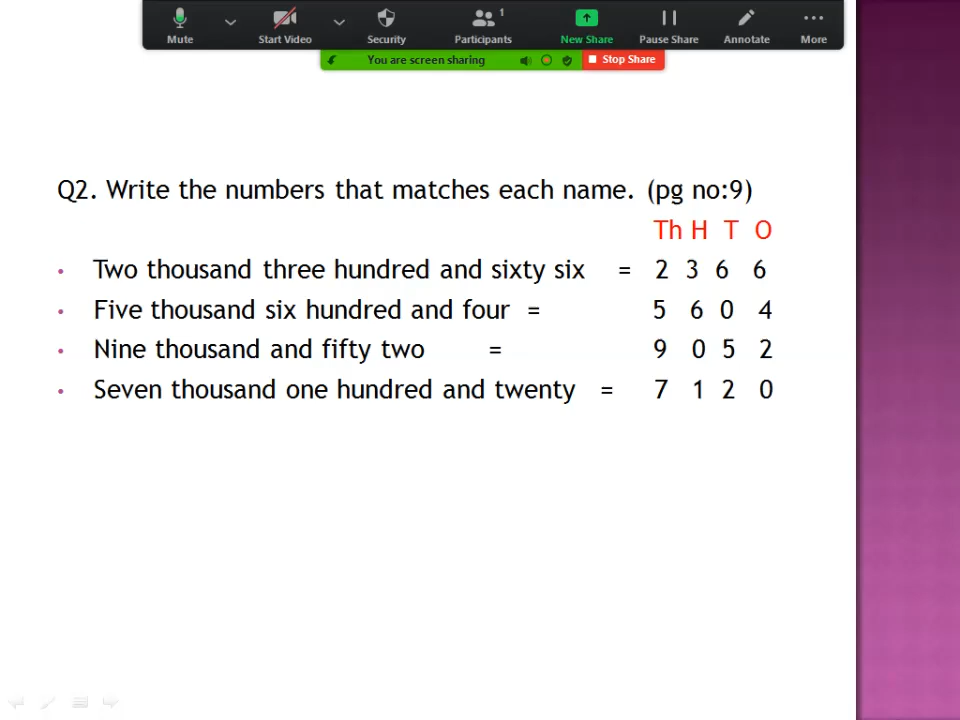 Mute Start Video Security Participants 1 New Share Pause Share Annotate More
You are screen sharing Stop Share
Q2. Write the numbers that matches each name. (pg no:9)
Th H T O
• Two thousand three hundred and sixty six = 2 3 6 6
• Five thousand six hundred and four = 5 6 0 4
• Nine thousand and fifty two = 9 0 5 2
• Seven thousand one hundred and twenty = 7 1 2 0